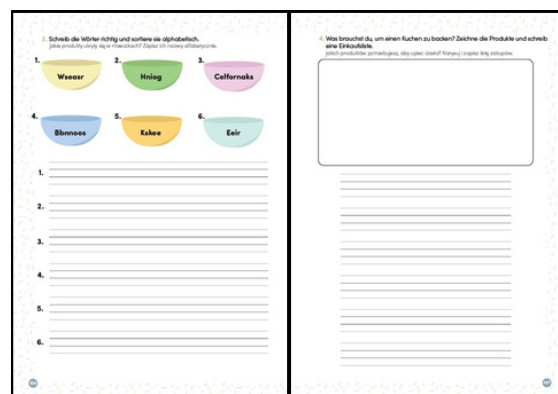 3. Schreib die Wörter richtig und sortiere sie alphabetisch.
Jakie produkty ukryły się w miseczkach? Zapisz ich nazwy alfabetycznie.
1. 2. 3.
Wseasr Hniog Celfornaks
4. 5. 6.
Bbnnoos Kskee Eeir
1.
2.
3.
4.
5.
6.
4. Was brauchst du, um einen Kuchen zu backen? Zeichne die Produkte und schreib
eine Einkaufsliste.
Jakich produktów potrzebujesz, aby upiec ciasto? Narysuj i zapisz listę zakupów.